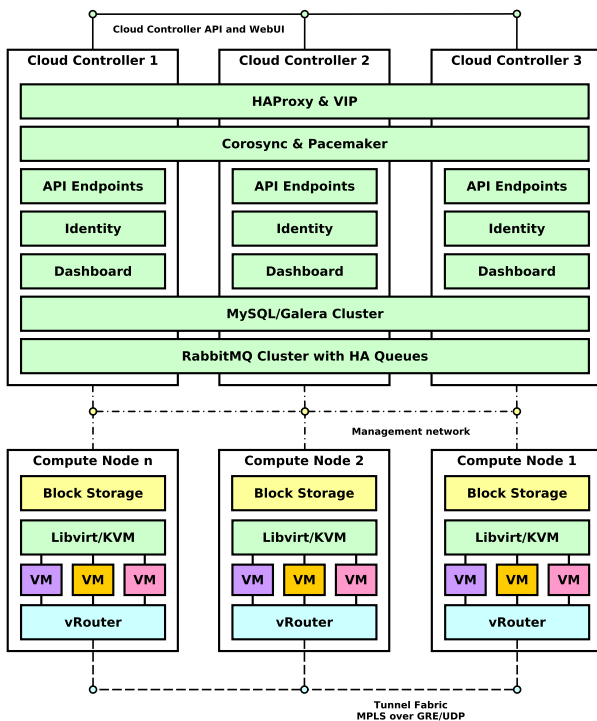 Cloud Controller API and WebUI
Cloud Controller 1
Cloud Controller 2
Cloud Controller 3
HAProxy & VIP
Corosync & Pacemaker
API Endpoints
API Endpoints
API Endpoints
Identity
Identity
Identity
Dashboard
Dashboard
Dashboard
MySQL/Galera Cluster
RabbitMQ Cluster with HA Queues
Management network
Compute Node n
Compute Node 2
Compute Node 1
Block Storage
Block Storage
Block Storage
Libvirt/KVM
Libvirt/KVM
Libvirt/KVM
VM
VM
VM
VM
VM
VM
VM
VM
VM
vRouter
vRouter
vRouter
Tunnel Fabric
MPLS over GRE/UDP